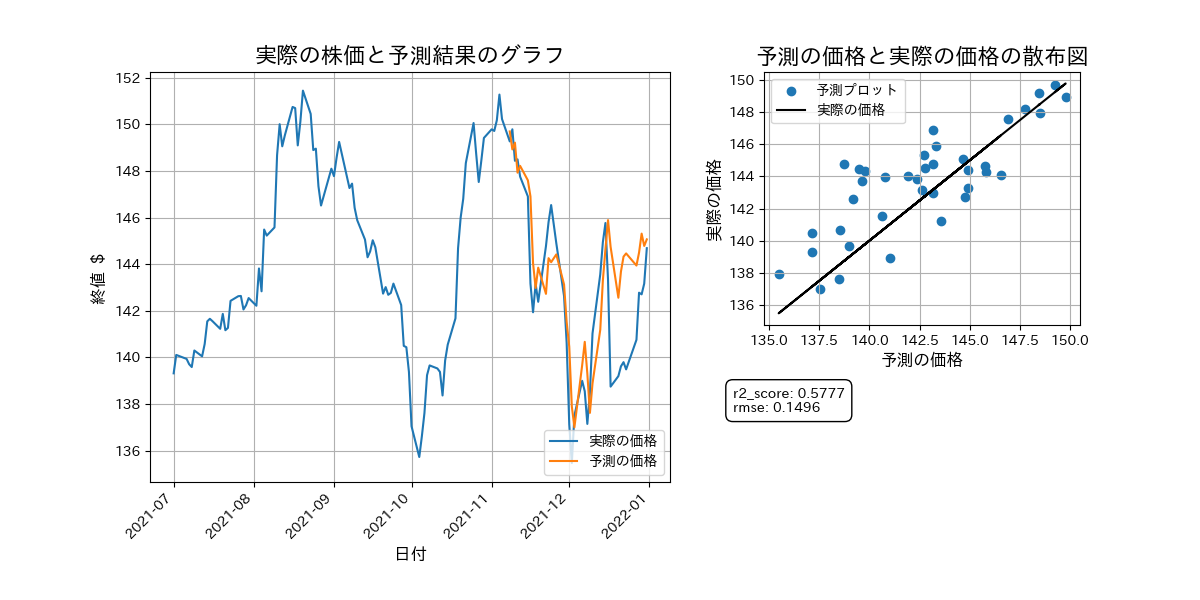 実際の株価と予測結果のグラフ
152
150
148
146
144
142
140
138
136
終値 $
2021-07
2021-08
2021-09
2021-10
2021-11
2021-12
2022-01
日付
実際の価格
予測の価格
予測の価格と実際の価格の散布図
150
148
146
144
142
140
138
136
実際の価格
予測プロット
実際の価格
135.0
137.5
140.0
142.5
145.0
147.5
150.0
予測の価格
r2_score: 0.5777
rmse: 0.1496